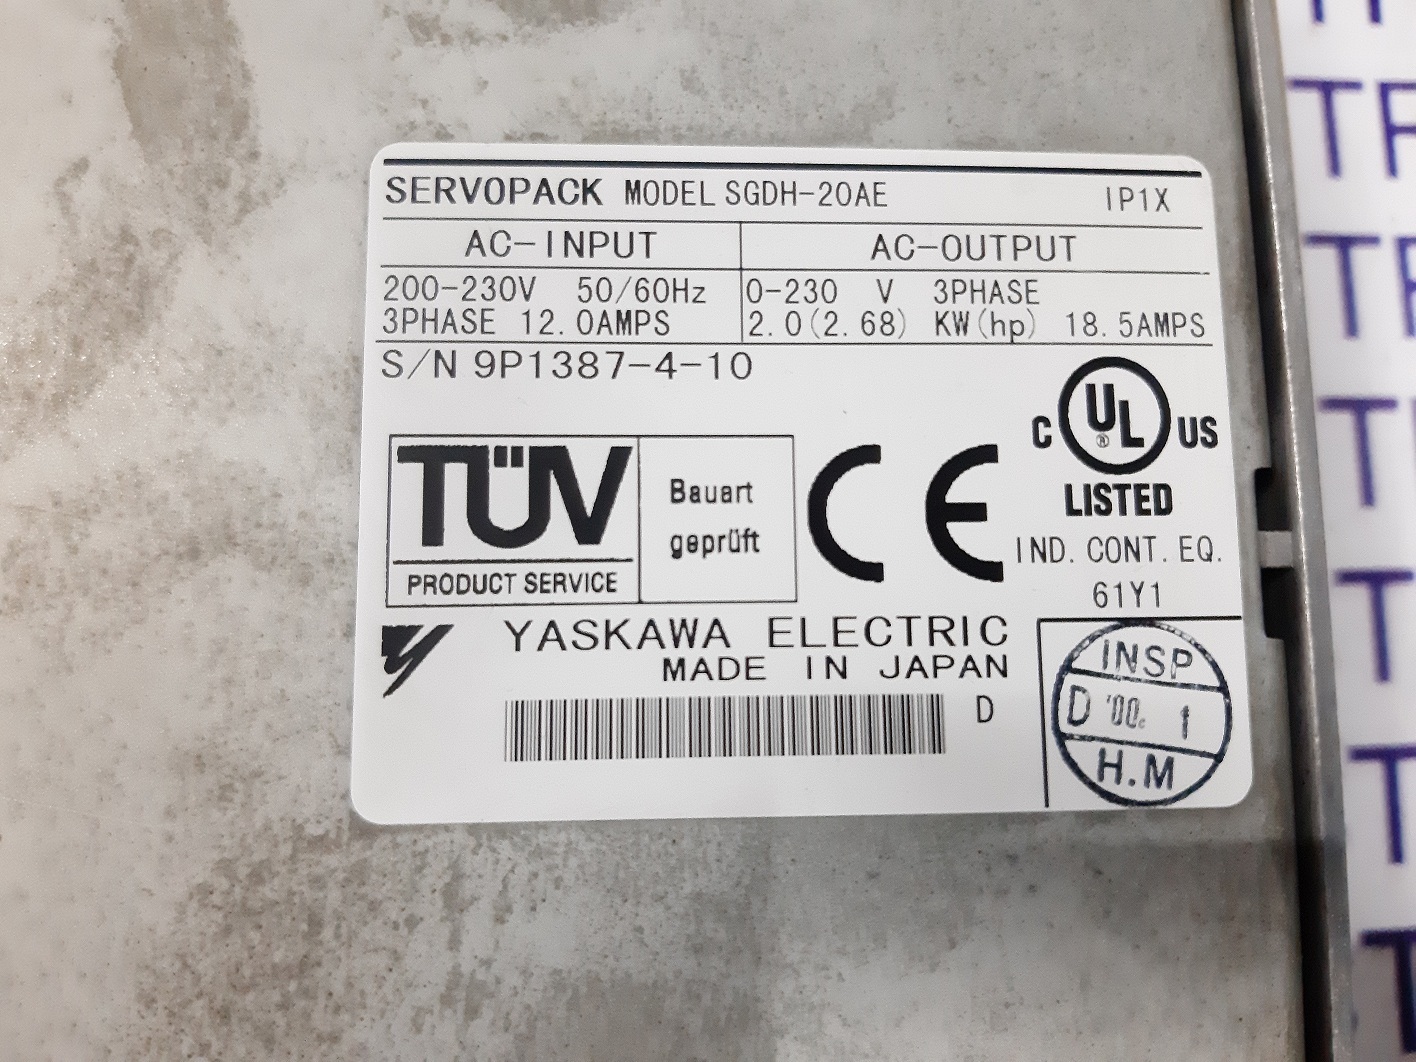 SERVOPACK MODEL SGDH-20AE IP1X
AC-INPUT AC-OUTPUT
200-230V 50/60Hz 0-230 V 3PHASE
3PHASE 12.0AMPS 2.0(2.68) KW(hp) 18.5AMPS
S/N 9P1387-4-10
C UL ® US
LISTED
IND. CONT. EQ.
61Y1
TÜV
PRODUCT SERVICE
Bauart
geprüft
CE
YASKAWA ELECTRIC
MADE IN JAPAN
D
INSP
D '00. 1
H.M